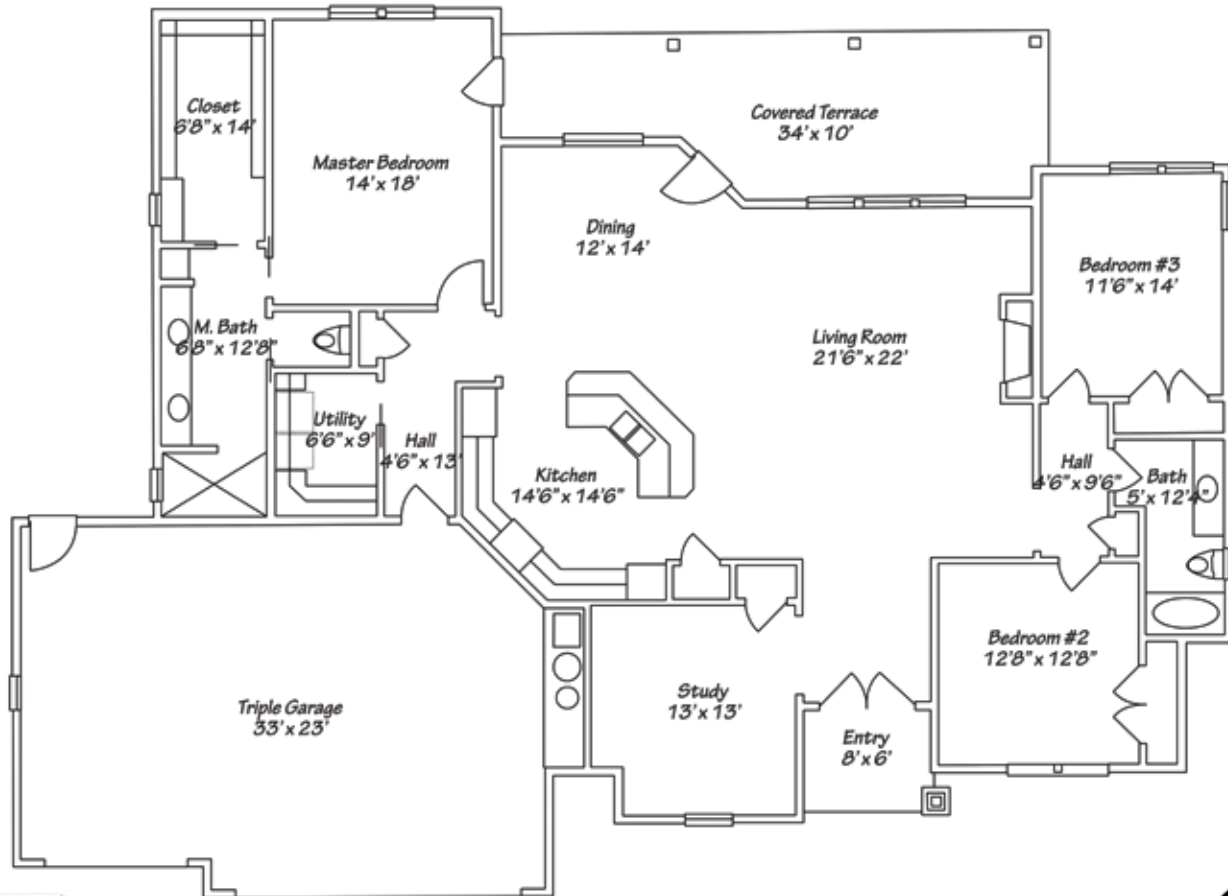 Closet
6'8" x 14'
Master Bedroom
14' x 18'
Covered Terrace
34' x 10'
Dining
12' x 14'
Bedroom #3
11'6" x 14'
M. Bath
6'8" x 12'8"
Living Room
21'6" x 22'
Utility
6'6" x 9'
Hall
4'6" x 13'
Kitchen
14'6" x 14'6"
Hall
4'6" x 9'6"
Bath
5' x 12'4"
Bedroom #2
12'8" x 12'8"
Triple Garage
33' x 23'
Study
13' x 13'
Entry
8' x 6'